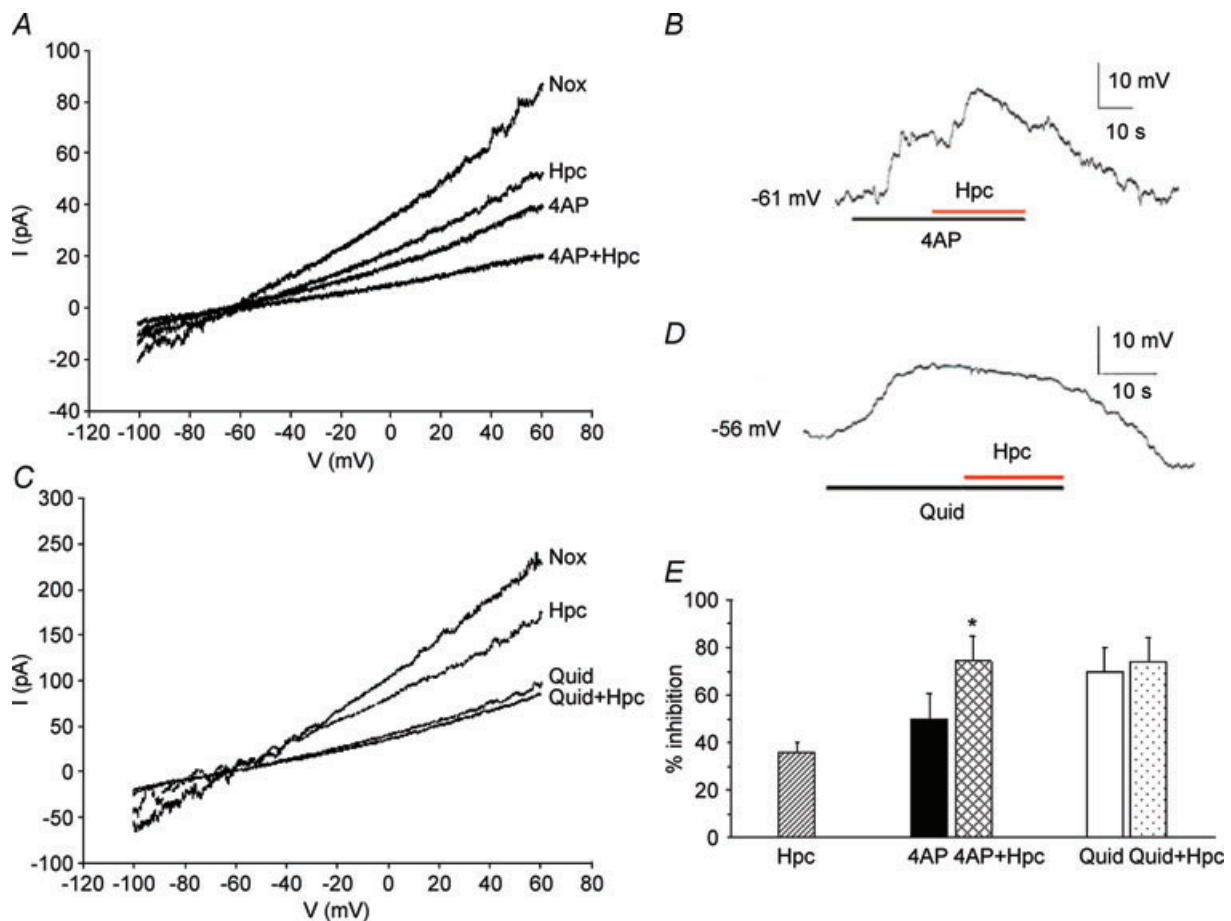 A
100
80
60
40
20
0
-20
-40
I (pA)
-120 -100 -80 -60 -40 -20 0 20 40 60 80
V (mV)
Nox
Hpc
4AP
4AP+Hpc
B
10 mV
10 s
-61 mV
Hpc
4AP
C
300
250
200
150
100
50
0
-50
-100
I (pA)
-120 -100 -80 -60 -40 -20 0 20 40 60 80
V (mV)
Nox
Hpc
Quid
Quid+Hpc
D
10 mV
10 s
-56 mV
Hpc
Quid
E
100
80
60
40
20
0
% inhibition
*
Hpc 4AP 4AP+Hpc Quid Quid+Hpc